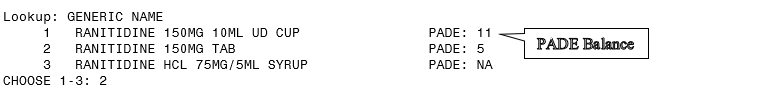 Lookup: GENERIC NAME
1 RANITIDINE 150MG 10ML UD CUP PADE: 11
PADE Balance
2 RANITIDINE 150MG TAB PADE: 5
3 RANITIDINE HCL 75MG/5ML SYRUP PADE: NA
CHOOSE 1-3: 2